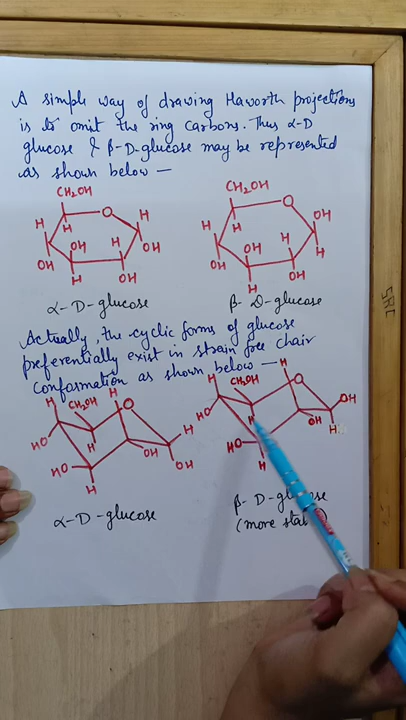 A simple way of drawing Haworth projections
is to omit the ring carbons. Thus α-D
glucose & β-D-glucose may be represented
as shown below —
CH₂OH
O
H
H
H
OH
H
OH
OH
H
H
OH
CH₂OH
O
OH
H
H
OH
H
OH
H
H
H
OH
α-D-glucose
β-D-glucose
Actually, the cyclic forms of glucose
preferentially exist in strain free chair
conformation as shown below —
H
CH₂OH
H
O
HO
H
H
HO
OH
H
OH
H
CH₂OH
H
O
HO
H
OH
OH
H
HO
H
α-D-glucose
β-D-glucose
(more stable)
SRC